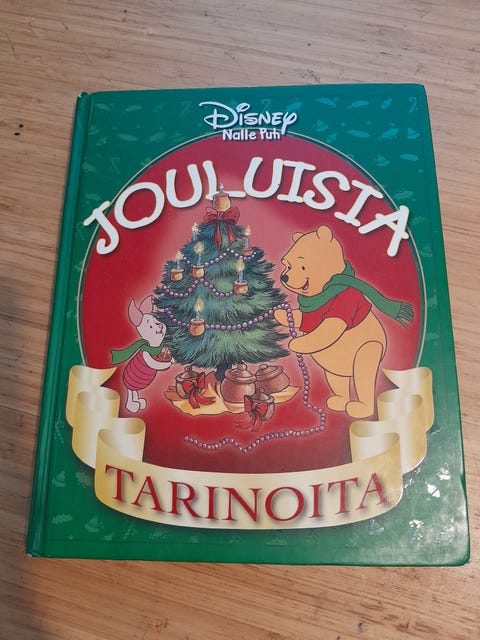 Disney
Nalle Puh
JOULUISIA
TARINOITA